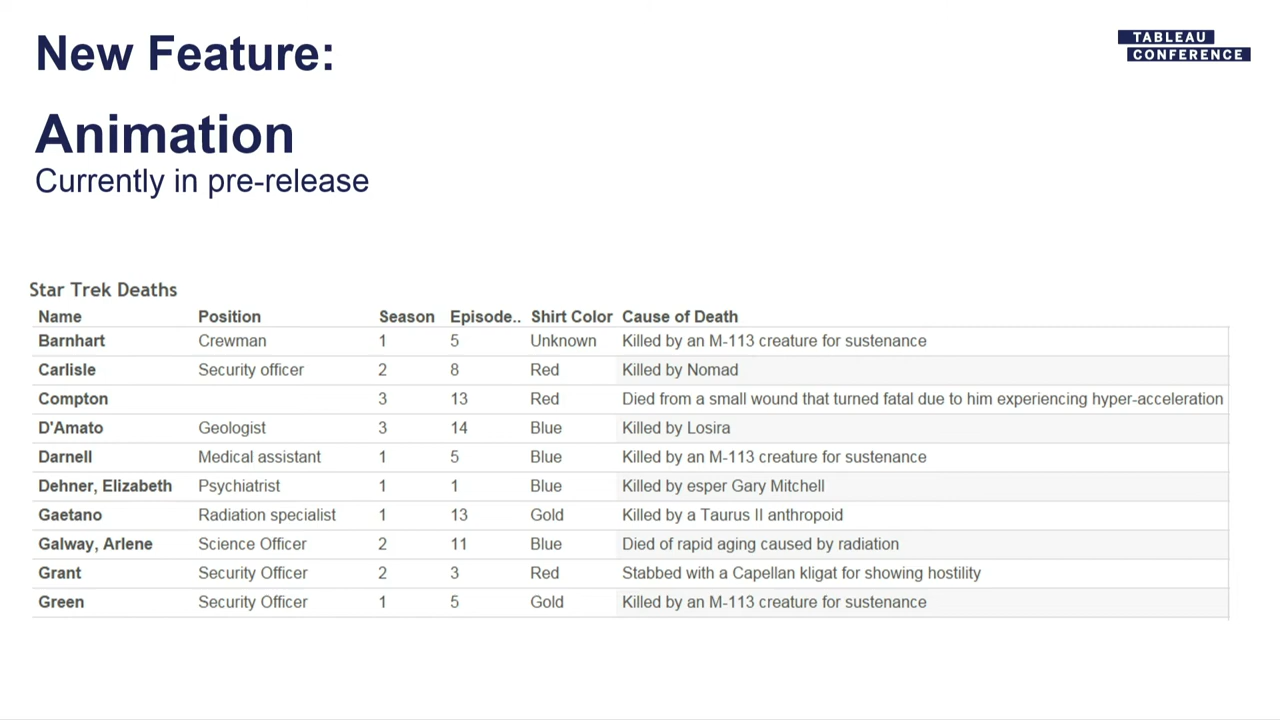 New Feature:
TABLEAU
CONFERENCE
Animation
Currently in pre-release
Star Trek Deaths
Name Position Season Episode.. Shirt Color Cause of Death
Barnhart Crewman 1 5 Unknown Killed by an M-113 creature for sustenance
Carlisle Security officer 2 8 Red Killed by Nomad
Compton 3 13 Red Died from a small wound that turned fatal due to him experiencing hyper-acceleration
D'Amato Geologist 3 14 Blue Killed by Losira
Darnell Medical assistant 1 5 Blue Killed by an M-113 creature for sustenance
Dehner, Elizabeth Psychiatrist 1 1 Blue Killed by esper Gary Mitchell
Gaetano Radiation specialist 1 13 Gold Killed by a Taurus II anthropoid
Galway, Arlene Science Officer 2 11 Blue Died of rapid aging caused by radiation
Grant Security Officer 2 3 Red Stabbed with a Capellan kligat for showing hostility
Green Security Officer 1 5 Gold Killed by an M-113 creature for sustenance